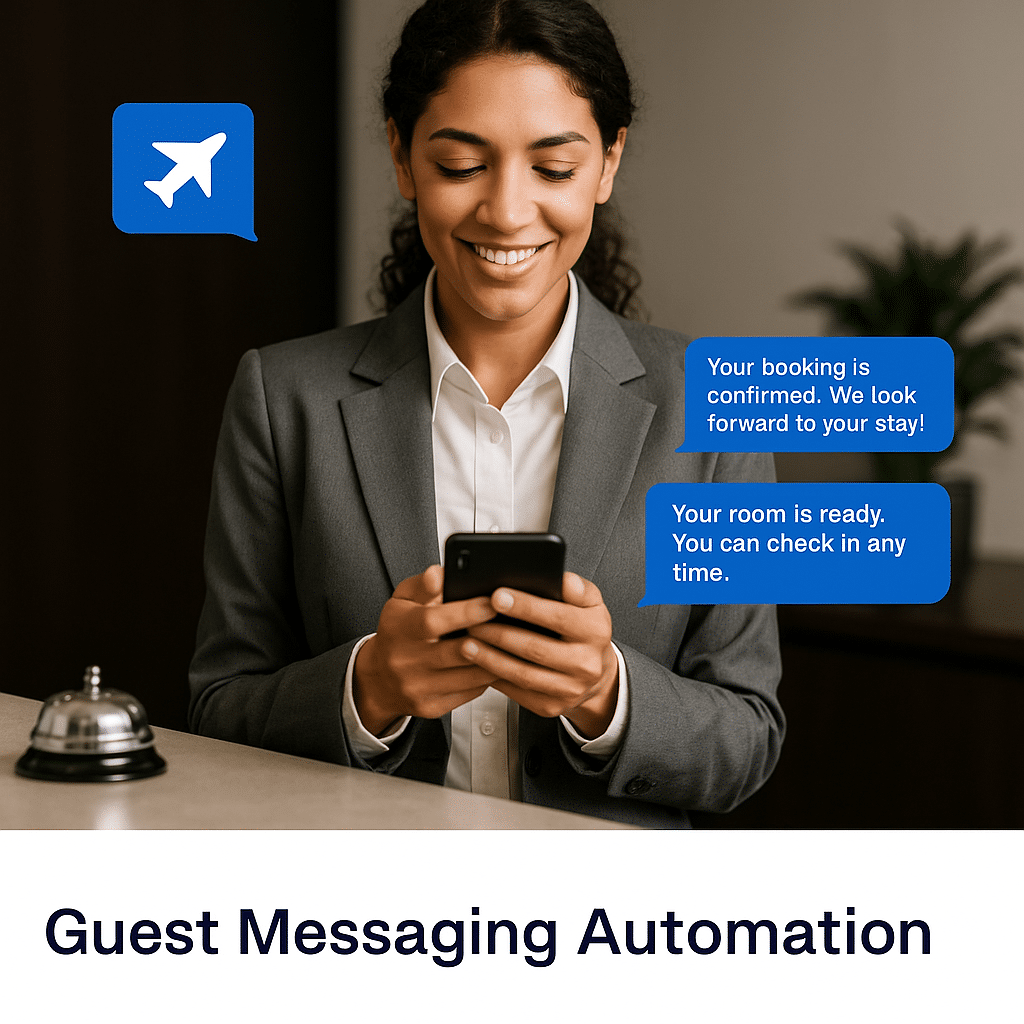 Your booking is
confirmed. We look
forward to your stay!
Your room is ready.
You can check in any
time.
Guest Messaging Automation